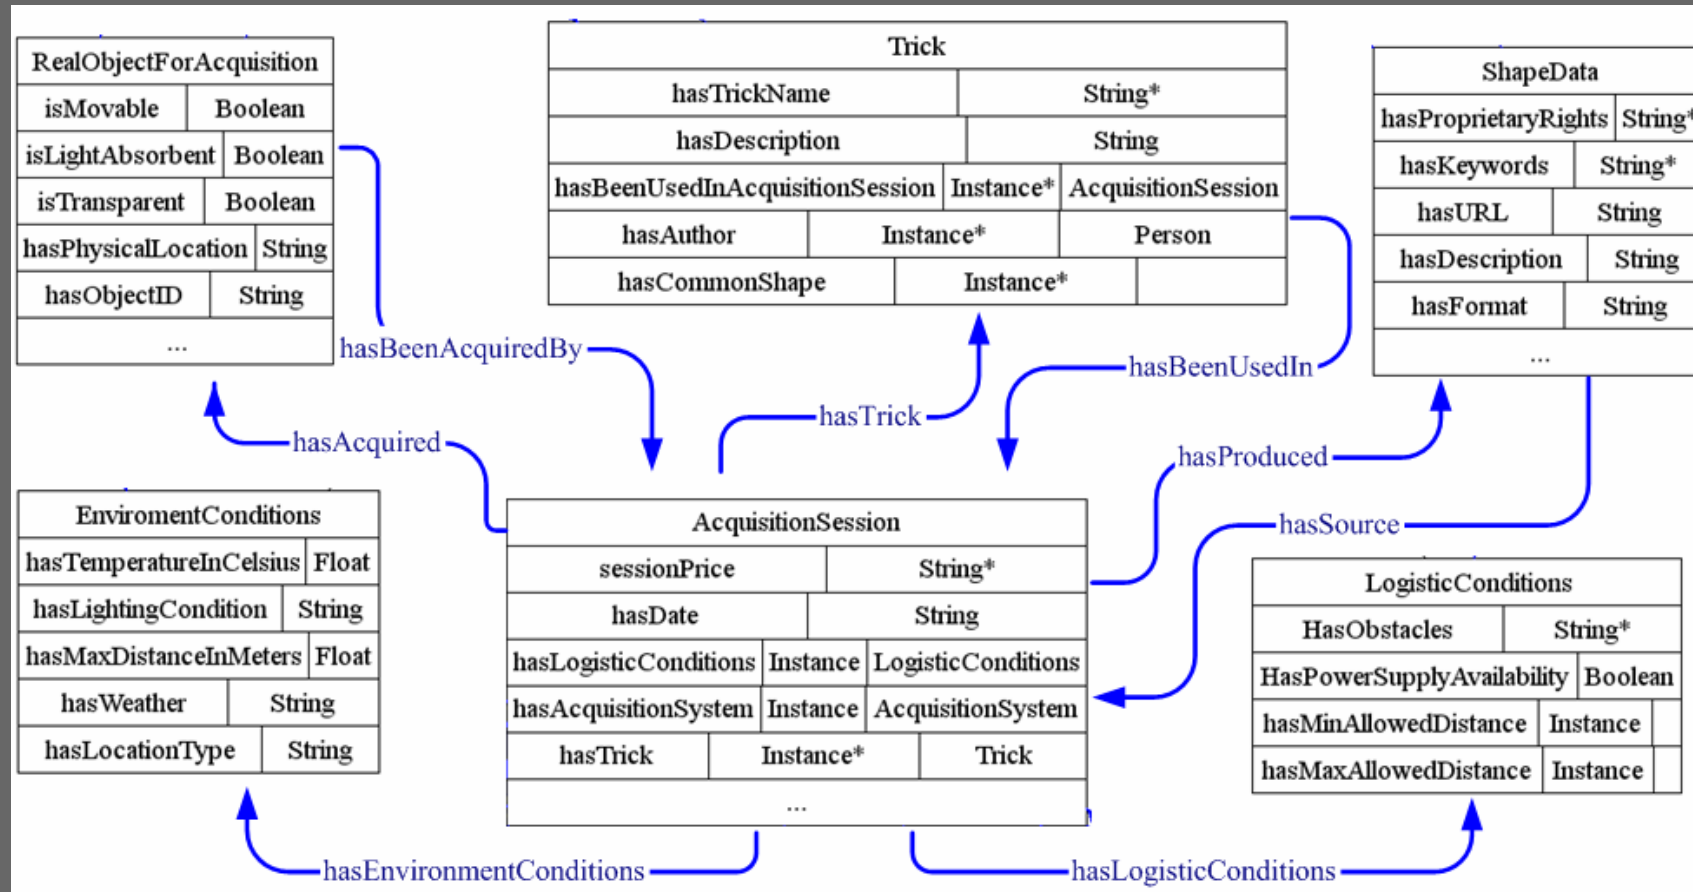 RealObjectForAcquisition
isMovable Boolean
isLightAbsorbent Boolean
isTransparent Boolean
hasPhysicalLocation String
hasObjectID String
...
Trick
hasTrickName String*
hasDescription String
hasBeenUsedInAcquisitionSession Instance* AcquisitionSession
hasAuthor Instance* Person
hasCommonShape Instance*
ShapeData
hasProprietaryRights String*
hasKeywords String*
hasURL String
hasDescription String
hasFormat String
...
hasBeenAcquiredBy
hasBeenUsedIn
hasTrick
hasAcquired
hasProduced
hasSource
EnviromentConditions
hasTemperatureInCelsius Float
hasLightingCondition String
hasMaxDistanceInMeters Float
hasWeather String
hasLocationType String
AcquisitionSession
sessionPrice String*
hasDate String
hasLogisticConditions Instance LogisticConditions
hasAcquisitionSystem Instance AcquisitionSystem
hasTrick Instance* Trick
...
LogisticConditions
HasObstacles String*
HasPowerSupplyAvailability Boolean
hasMinAllowedDistance Instance
hasMaxAllowedDistance Instance
hasEnvironmentConditions
hasLogisticConditions